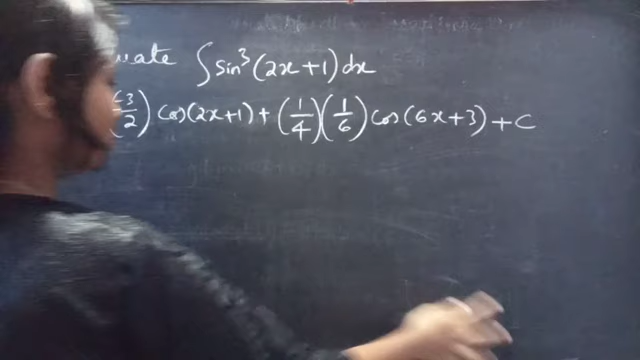 uate ∫sin³(2x+1)dx
(-3/2) cos(2x+1) + (1/4)(1/6) cos(6x+3) + C